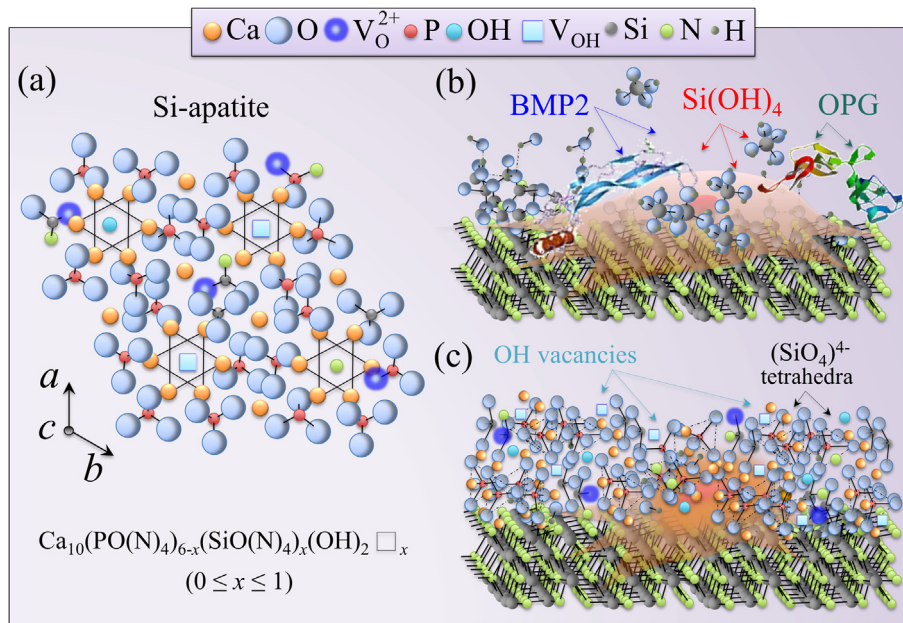 Ca O V_O^2+ P OH V_OH Si N H
(a)
Si-apatite
a
c
b
Ca₁₀(PO(N)₄)₆₋ₓ(SiO(N)₄)ₓ(OH)₂ □ ₓ
(0 ≤ x ≤ 1)
(b)
BMP2
Si(OH)₄
OPG
(c)
OH vacancies
(SiO₄)⁴⁻
tetrahedra